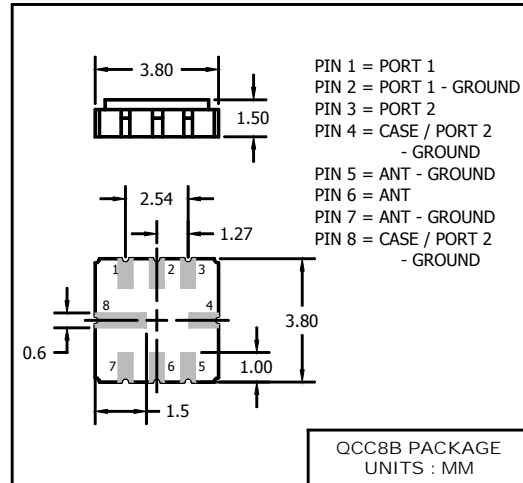 3.80
1.50
PIN 1 = PORT 1
PIN 2 = PORT 1 - GROUND
PIN 3 = PORT 2
PIN 4 = CASE / PORT 2
- GROUND
PIN 5 = ANT - GROUND
PIN 6 = ANT
PIN 7 = ANT - GROUND
PIN 8 = CASE / PORT 2
- GROUND
2.54
1.27
1 2 3
8 4
7 6 5
3.80
0.6
1.00
1.5
QCC8B PACKAGE
UNITS : MM